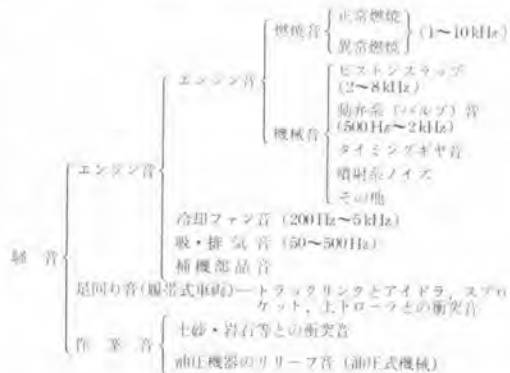 燃焼音 正常燃焼 (1～10kHz)
異常燃焼
エンジン音
機械音 ピストンスラップ
(2～8kHz)
動弁系(バルブ)音
(500Hz～2kHz)
タイミングギヤ音
噴射系ノイズ
その他
エンジン音
冷却ファン音 (200Hz～5kHz)
吸・排気音 (50～500Hz)
補機部品音
騒音
足回り音(履帯式車両)―トラックリンクとアイドラ、スプロ
ケット、上トローラとの衝突音
作業音 土砂・岩石等との衝突音
油圧機器のリリーフ音 (油圧式機械)